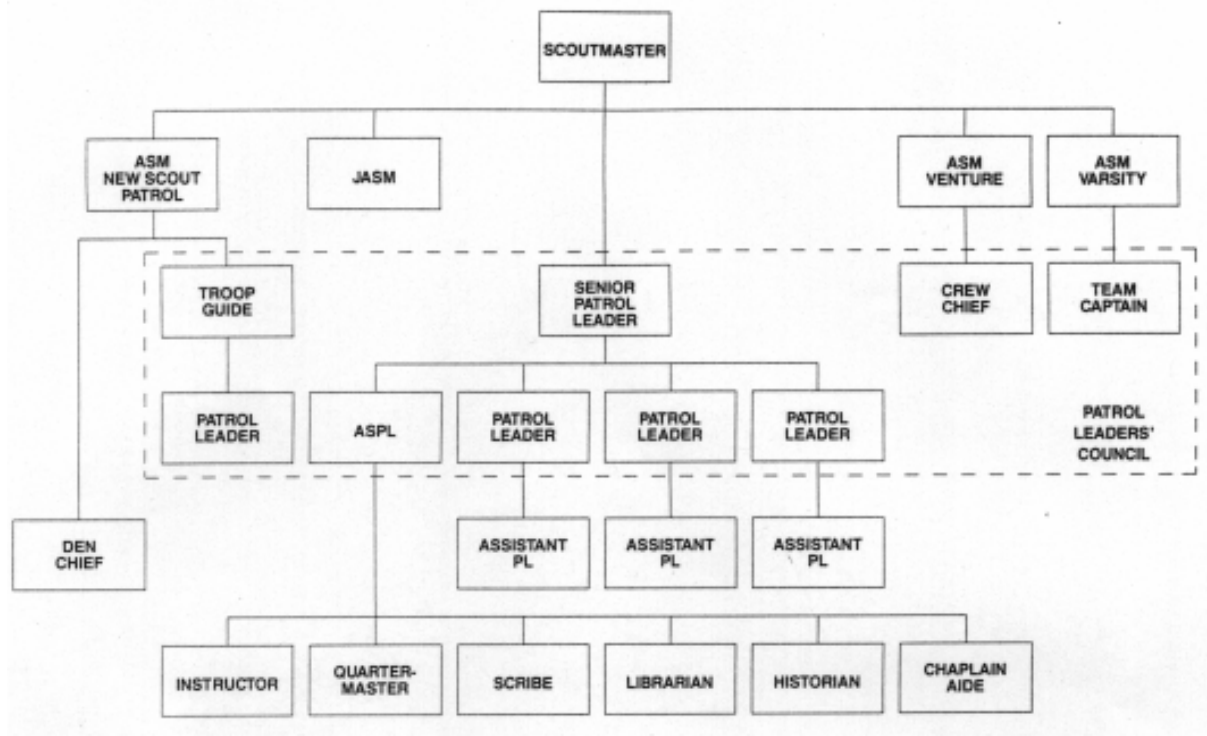 SCOUTMASTER
ASM
NEW SCOUT
PATROL
JASM
ASM
VENTURE
ASM
VARSITY
TROOP
GUIDE
SENIOR
PATROL
LEADER
CREW
CHIEF
TEAM
CAPTAIN
PATROL
LEADER
ASPL
PATROL
LEADER
PATROL
LEADER
PATROL
LEADER
PATROL
LEADERS'
COUNCIL
DEN
CHIEF
ASSISTANT
PL
ASSISTANT
PL
ASSISTANT
PL
INSTRUCTOR
QUARTER-
MASTER
SCRIBE
LIBRARIAN
HISTORIAN
CHAPLAIN
AIDE